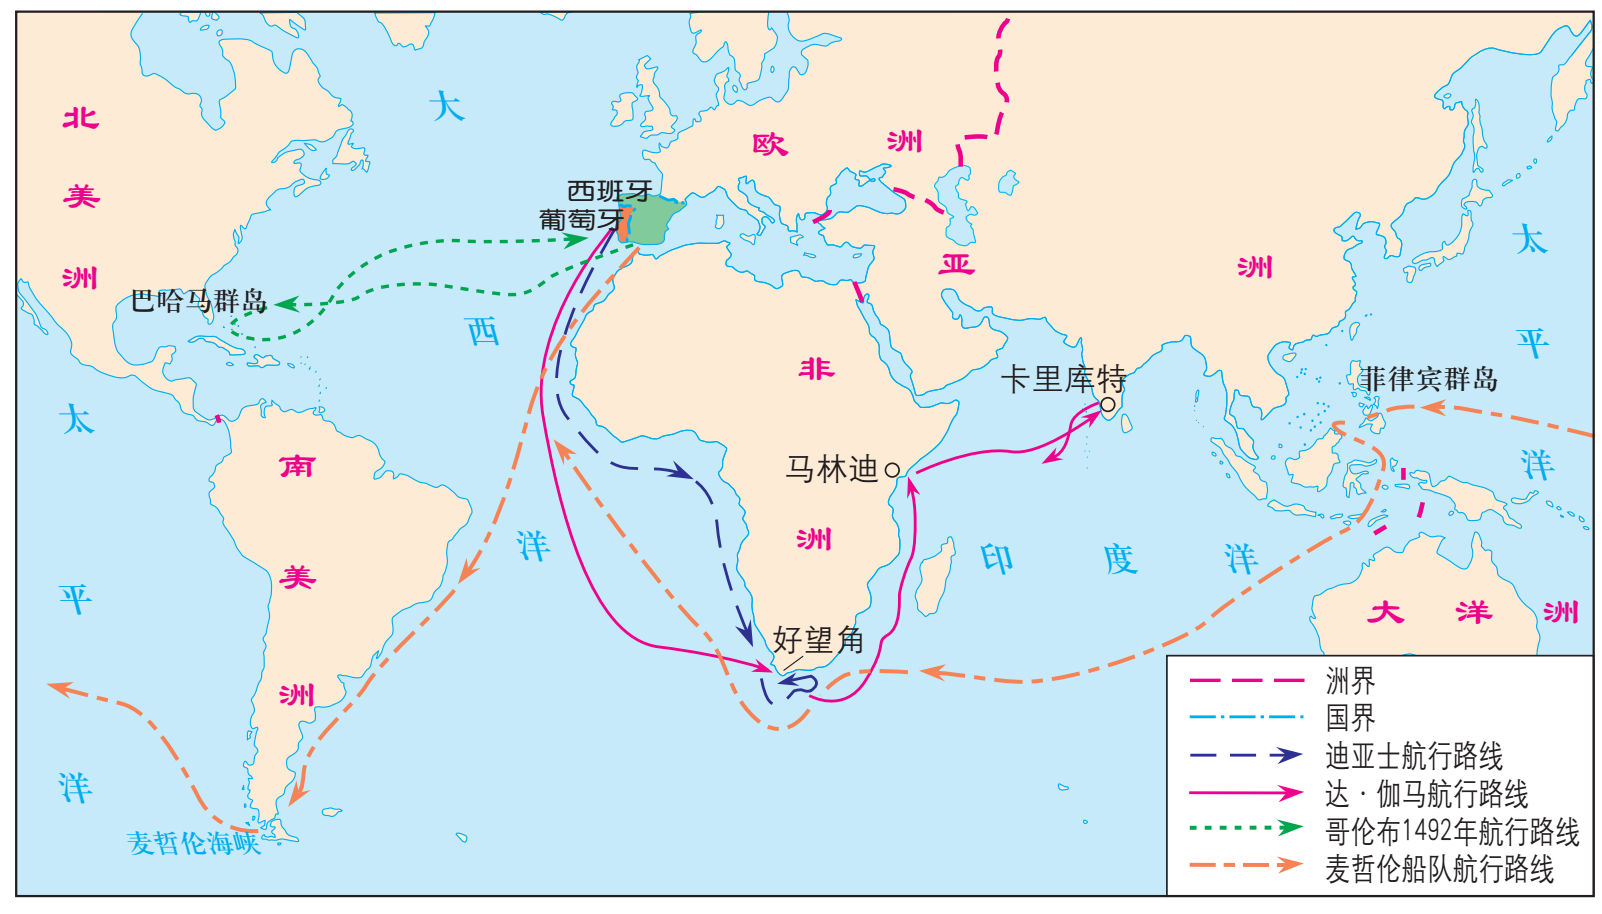 北美洲
大西洋
欧洲
亚洲
太平洋
西班牙
葡萄牙
巴哈马群岛
非洲
卡里库特
菲律宾群岛
马林迪
太平洋
南美洲
印度洋
大洋洲
好望角
麦哲伦海峡
洲界
国界
迪亚士航行路线
达·伽马航行路线
哥伦布1492年航行路线
麦哲伦船队航行路线